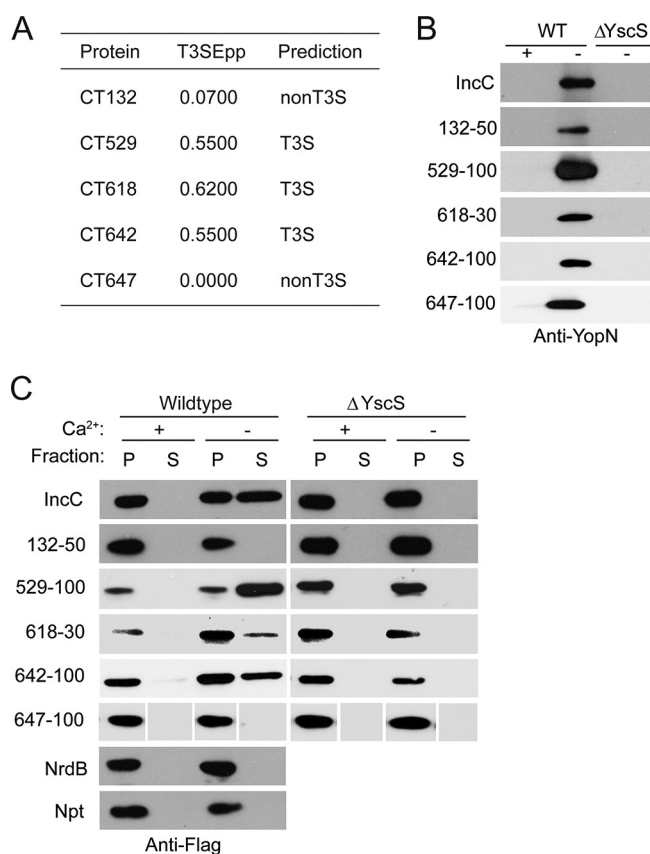 A
Protein T3SEpp Prediction
CT132 0.0700 nonT3S
CT529 0.5500 T3S
CT618 0.6200 T3S
CT642 0.5500 T3S
CT647 0.0000 nonT3S
B
WT ΔYscS
+ - -
IncC
132-50
529-100
618-30
642-100
647-100
Anti-YopN
C
Wildtype ΔYscS
Ca²⁺: + - + -
Fraction: P S P S P S P S
IncC
132-50
529-100
618-30
642-100
647-100
NrdB
Npt
Anti-Flag